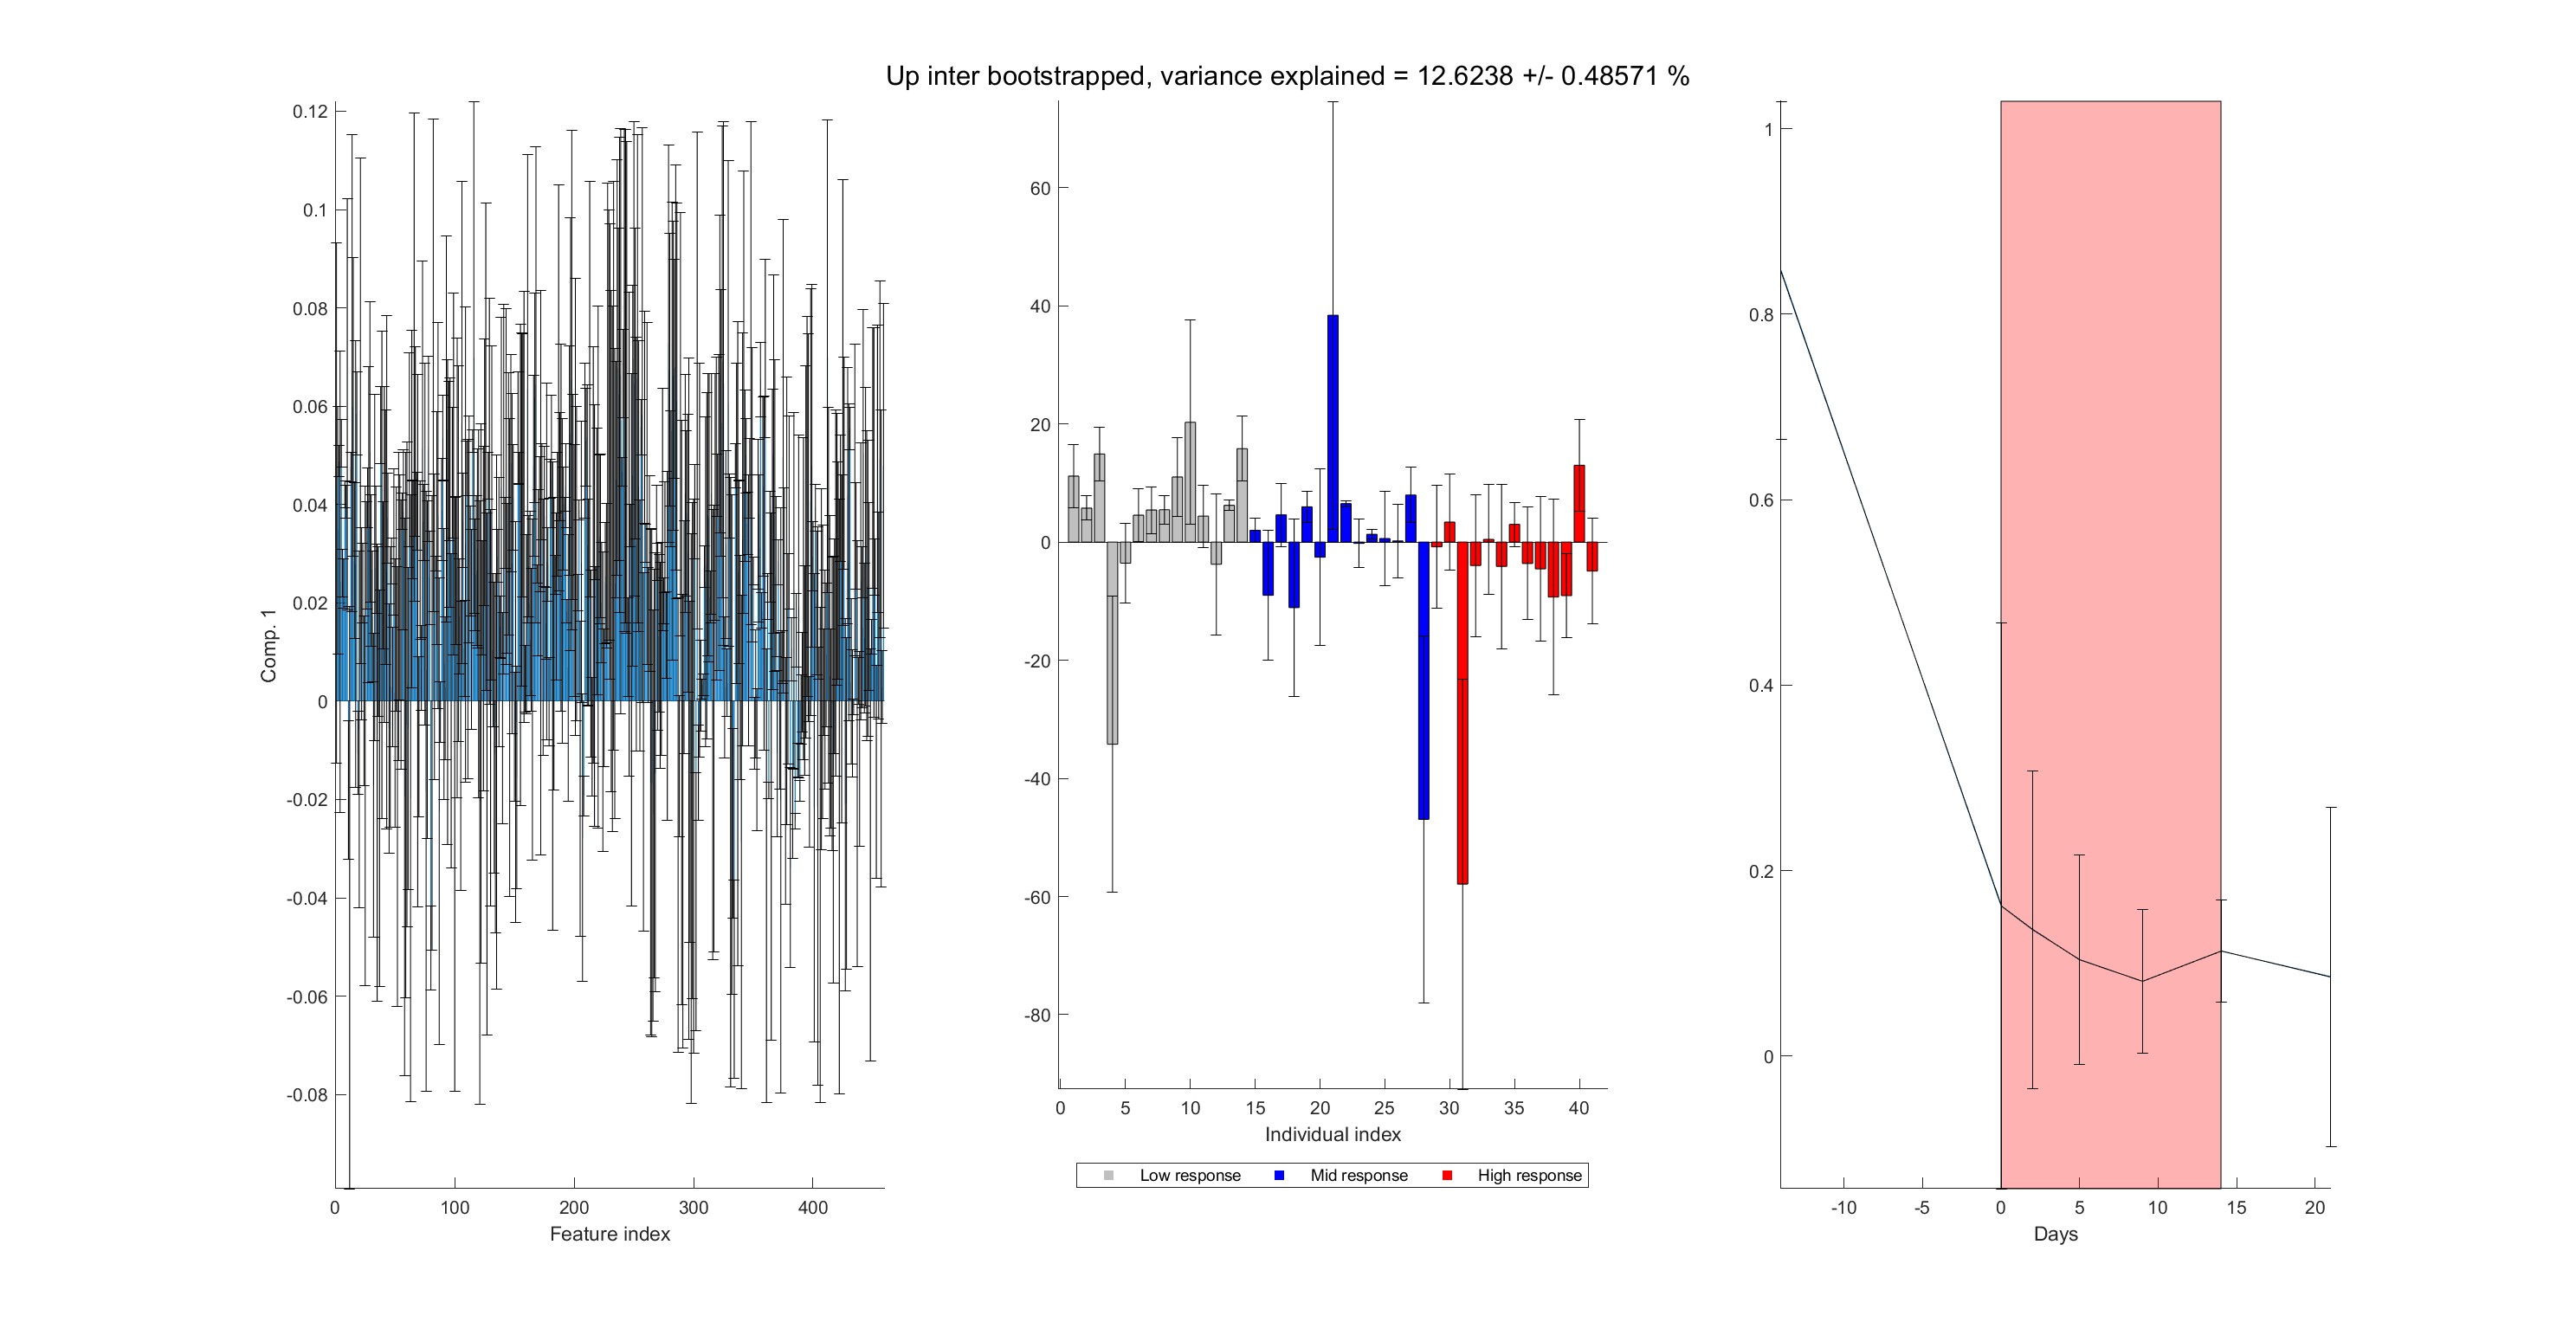 Up inter bootstrapped, variance explained = 12.6238 +/- 0.48571 %
Comp. 1
0.12
0.1
0.08
0.06
0.04
0.02
0
-0.02
-0.04
-0.06
-0.08
0 100 200 300 400
Feature index
60
40
20
0
-20
-40
-60
-80
0 5 10 15 20 25 30 35 40
Individual index
Low response Mid response High response
1
0.8
0.6
0.4
0.2
0
-10 -5 0 5 10 15 20
Days